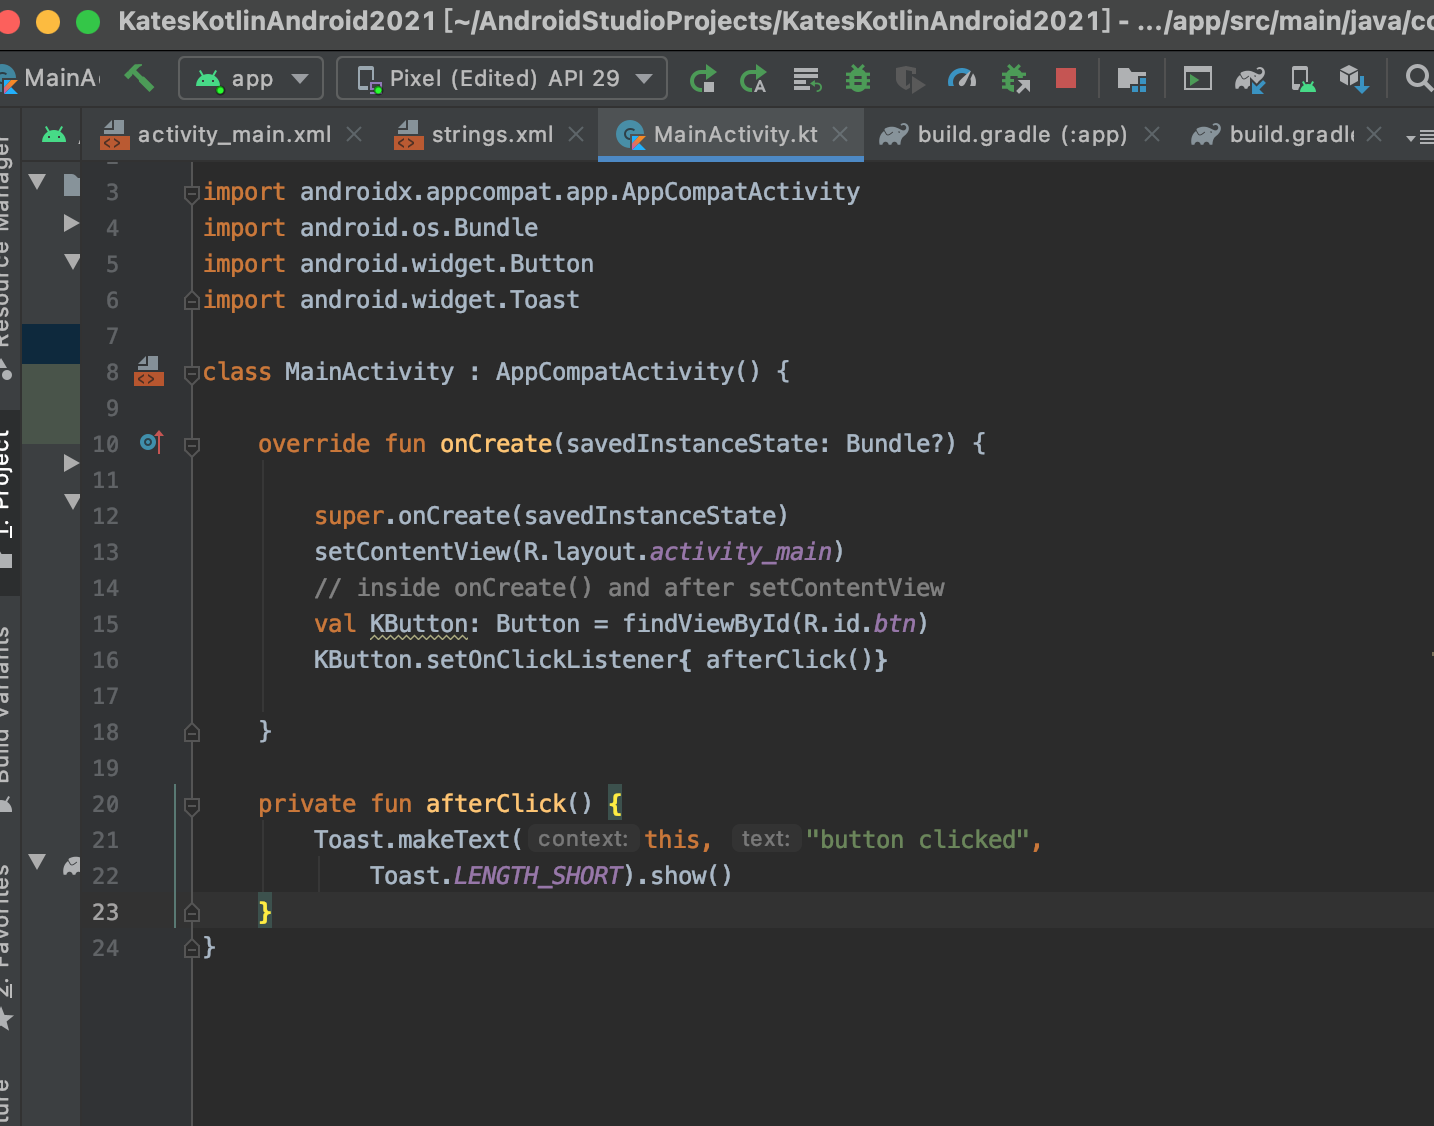 KatesKotlinAndroid2021 [~/AndroidStudioProjects/KatesKotlinAndroid2021] - .../app/src/main/java/co
MainA app Pixel (Edited) API 29
activity_main.xml strings.xml MainActivity.kt build.gradle (:app) build.gradl
Resource Manager
1: Project
Build Variants
2: Favorites
3 import androidx.appcompat.app.AppCompatActivity
4 import android.os.Bundle
5 import android.widget.Button
6 import android.widget.Toast
7
8 class MainActivity : AppCompatActivity() {
9
10 override fun onCreate(savedInstanceState: Bundle?) {
11
12 super.onCreate(savedInstanceState)
13 setContentView(R.layout.activity_main)
14 // inside onCreate() and after setContentView
15 val KButton: Button = findViewById(R.id.btn)
16 KButton.setOnClickListener{ afterClick()}
17
18 }
19
20 private fun afterClick() {
21 Toast.makeText( context: this, text: "button clicked",
22 Toast.LENGTH_SHORT).show()
23 }
24 }